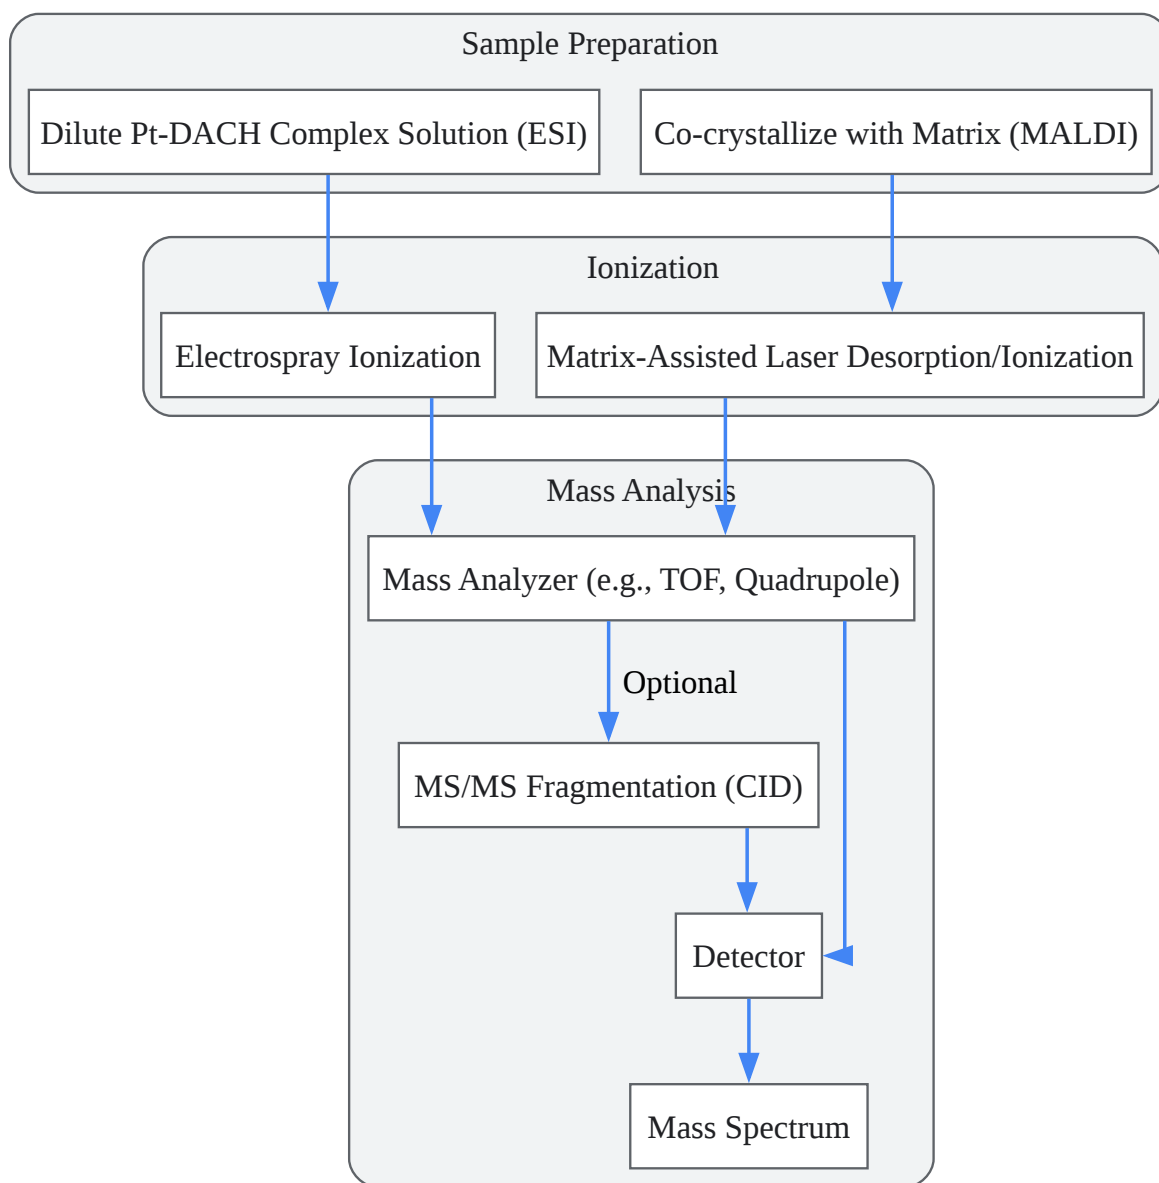 Sample Preparation
Dilute Pt-DACH Complex Solution (ESI)
Co-crystallize with Matrix (MALDI)
Ionization
Electrospray Ionization
Matrix-Assisted Laser Desorption/Ionization
Mass Analysis
Mass Analyzer (e.g., TOF, Quadrupole)
Optional
MS/MS Fragmentation (CID)
Detector
Mass Spectrum